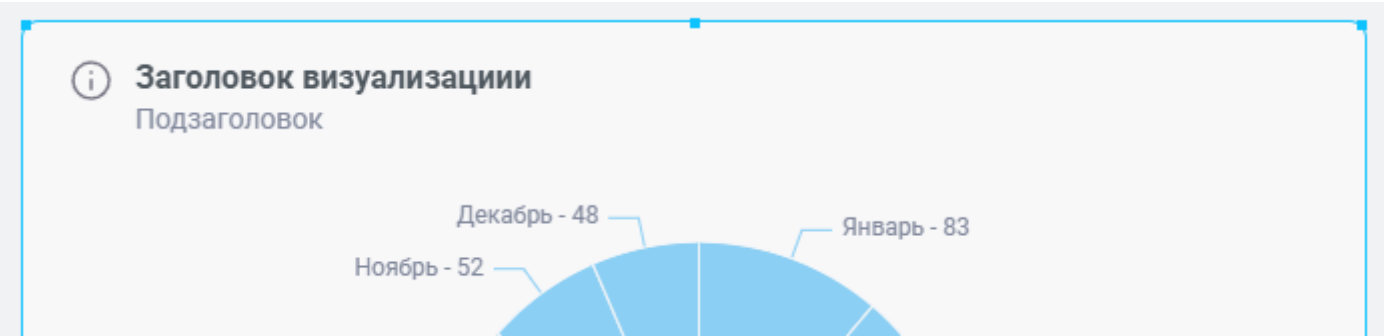 Заголовок визуализациии
Подзаголовок
Декабрь - 48
Январь - 83
Ноябрь - 52